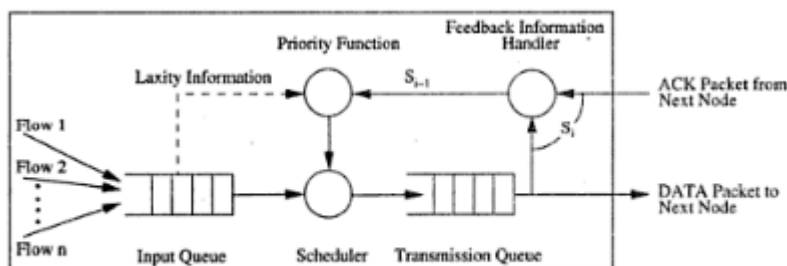 Feedback Information
Handler
Priority Function
Laxity Information
S_{i-1}
ACK Packet from
Next Node
S_i
Flow 1
Flow 2
Flow n
DATA Packet to
Next Node
Input Queue
Scheduler
Transmission Queue